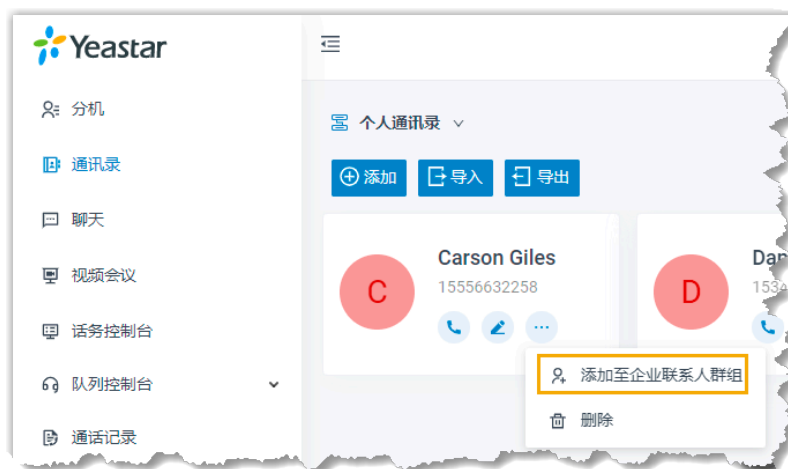 Yeastar
分机
通讯录
聊天
视频会议
话务控制台
队列控制台
通话记录
个人通讯录
添加 导入 导出
C
Carson Giles
15556632258
D
Dan
1534
添加至企业联系人群组
删除